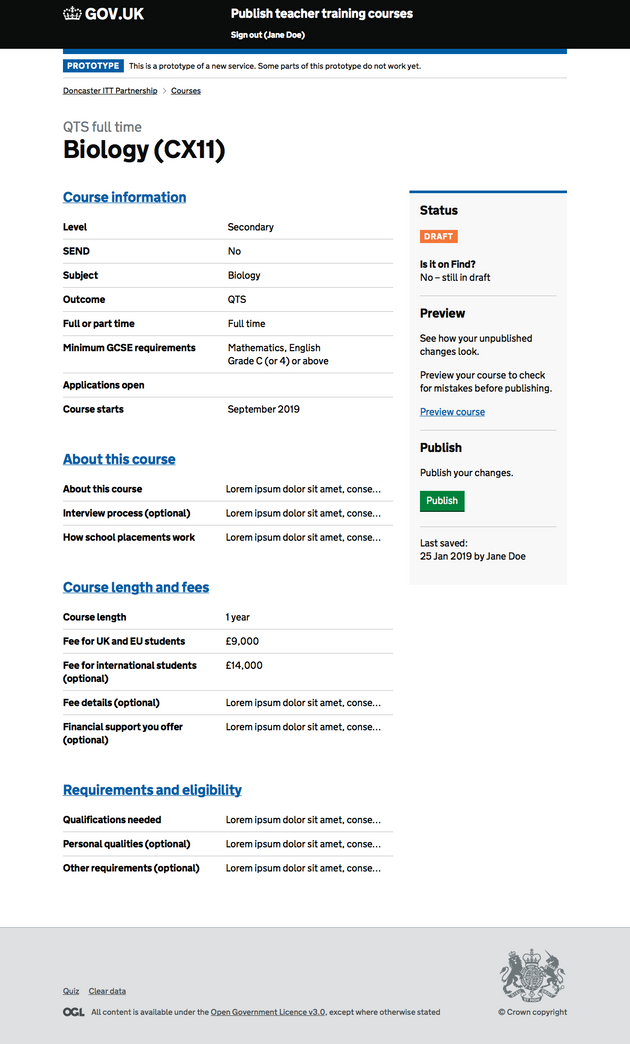 GOV.UK
Publish teacher training courses
Sign out (Jane Doe)
PROTOTYPE This is a prototype of a new service. Some parts of this prototype do not work yet.
Doncaster ITT Partnership > Courses
QTS full time
Biology (CX11)
Course information
Level Secondary
SEND No
Subject Biology
Outcome QTS
Full or part time Full time
Minimum GCSE requirements Mathematics, English
Grade C (or 4) or above
Applications open
Course starts September 2019
About this course
About this course Lorem ipsum dolor sit amet, conse...
Interview process (optional) Lorem ipsum dolor sit amet, conse...
How school placements work Lorem ipsum dolor sit amet, conse...
Course length and fees
Course length 1 year
Fee for UK and EU students £9,000
Fee for international students £14,000
(optional)
Fee details (optional) Lorem ipsum dolor sit amet, conse...
Financial support you offer Lorem ipsum dolor sit amet, conse...
(optional)
Requirements and eligibility
Qualifications needed Lorem ipsum dolor sit amet, conse...
Personal qualities (optional) Lorem ipsum dolor sit amet, conse...
Other requirements (optional) Lorem ipsum dolor sit amet, conse...
Status
DRAFT
Is it on Find?
No – still in draft
Preview
See how your unpublished
changes look.
Preview your course to check
for mistakes before publishing.
Preview course
Publish
Publish your changes.
Publish
Last saved:
25 Jan 2019 by Jane Doe
Quiz Clear data
OGL All content is available under the Open Government Licence v3.0, except where otherwise stated
© Crown copyright